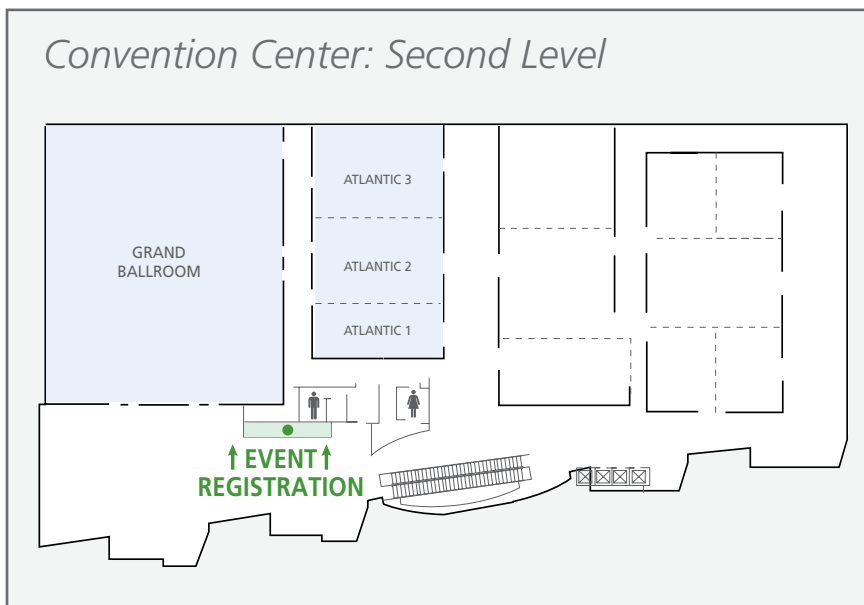 Convention Center: Second Level
ATLANTIC 3
GRAND
BALLROOM
ATLANTIC 2
ATLANTIC 1
EVENT
REGISTRATION